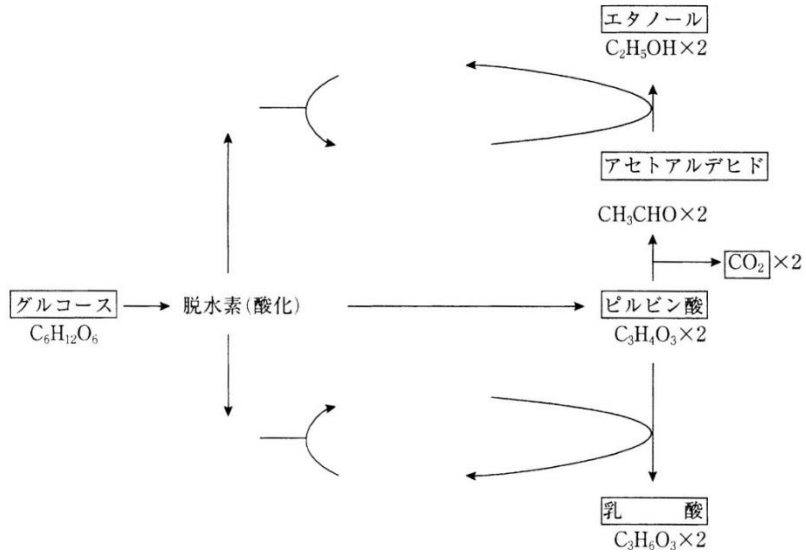 エタノール
C₂H₅OH×2
アセトアルデヒド
CH₃CHO×2
CO₂×2
グルコース
脱水素(酸化)
ピルビン酸
C₆H₁₂O₆
C₃H₄O₃×2
乳 酸
C₃H₆O₃×2